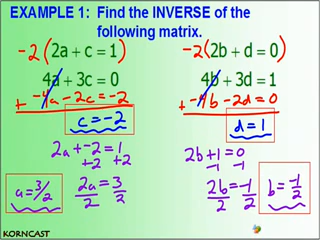 EXAMPLE 1: Find the INVERSE of the
following matrix.
-2(2a + c = 1)
4a + 3c = 0
+ -4a - 2c = -2
c = -2
2a + -2 = 1
+2 +2
2a = 3
2 2
a = 3/2
-2(2b + d = 0)
4b + 3d = 1
+ -4b - 2d = 0
d = 1
2b + 1 = 0
-1 -1
2b = -1
2 2
b = -1/2
KORNCAST